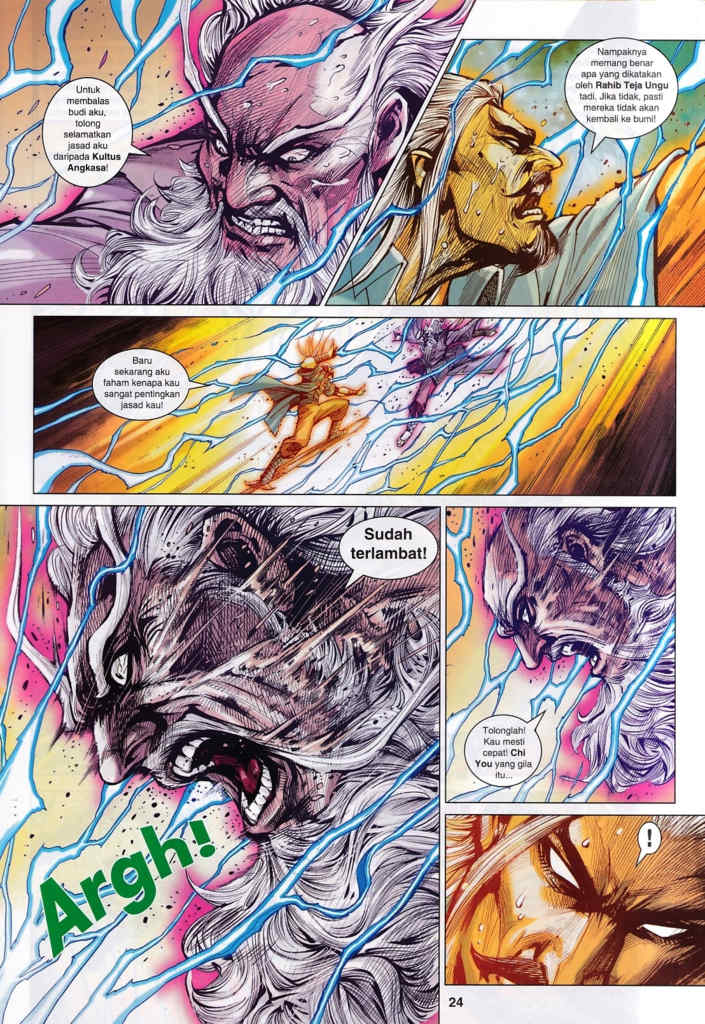 Untuk
membalas
budi aku,
tolong
selamatkan
jasad aku
daripada Kultus
Angkasa!
Nampaknya
memang benar
apa yang dikatakan
oleh Rahib Teja Ungu
tadi. Jika tidak, pasti
mereka tidak akan
kembali ke bumi!
Baru
sekarang aku
faham kenapa kau
sangat pentingkan
jasad kau!
Sudah
terlambat!
Argh!
Tolonglah!
Kau mesti
cepat! Chi
You yang gila
itu...
!
24